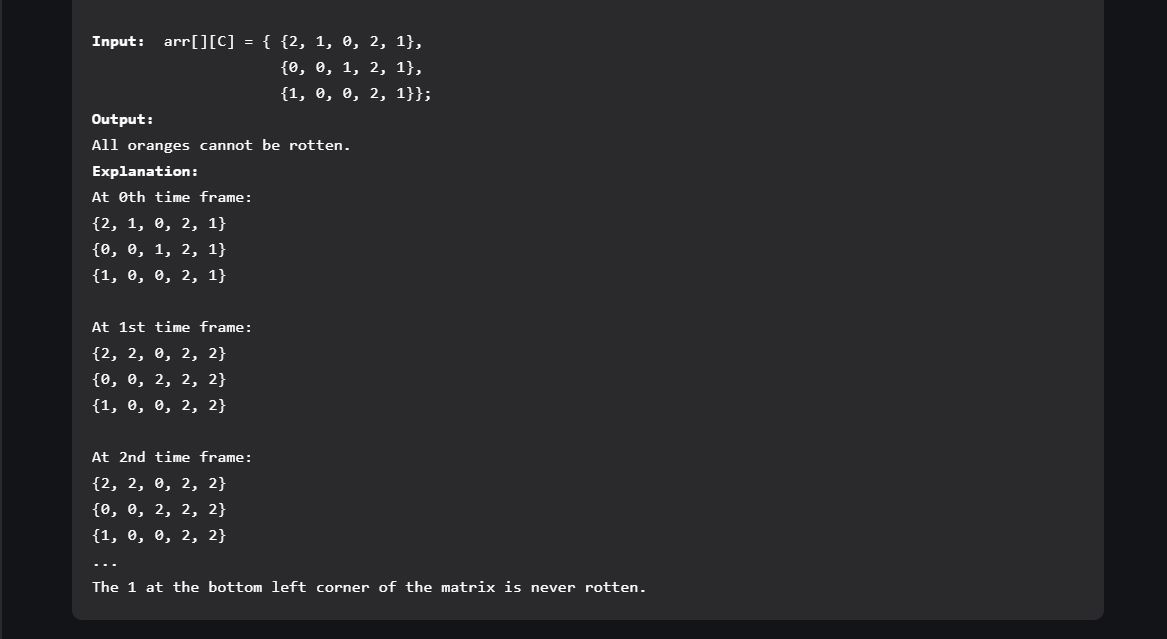 Input:  arr[][C] = { {2, 1, 0, 2, 1},
                     {0, 0, 1, 2, 1},
                     {1, 0, 0, 2, 1}};
Output:
All oranges cannot be rotten.
Explanation:
At 0th time frame:
{2, 1, 0, 2, 1}
{0, 0, 1, 2, 1}
{1, 0, 0, 2, 1}

At 1st time frame:
{2, 2, 0, 2, 2}
{0, 0, 2, 2, 2}
{1, 0, 0, 2, 2}

At 2nd time frame:
{2, 2, 0, 2, 2}
{0, 0, 2, 2, 2}
{1, 0, 0, 2, 2}
...
The 1 at the bottom left corner of the matrix is never rotten.